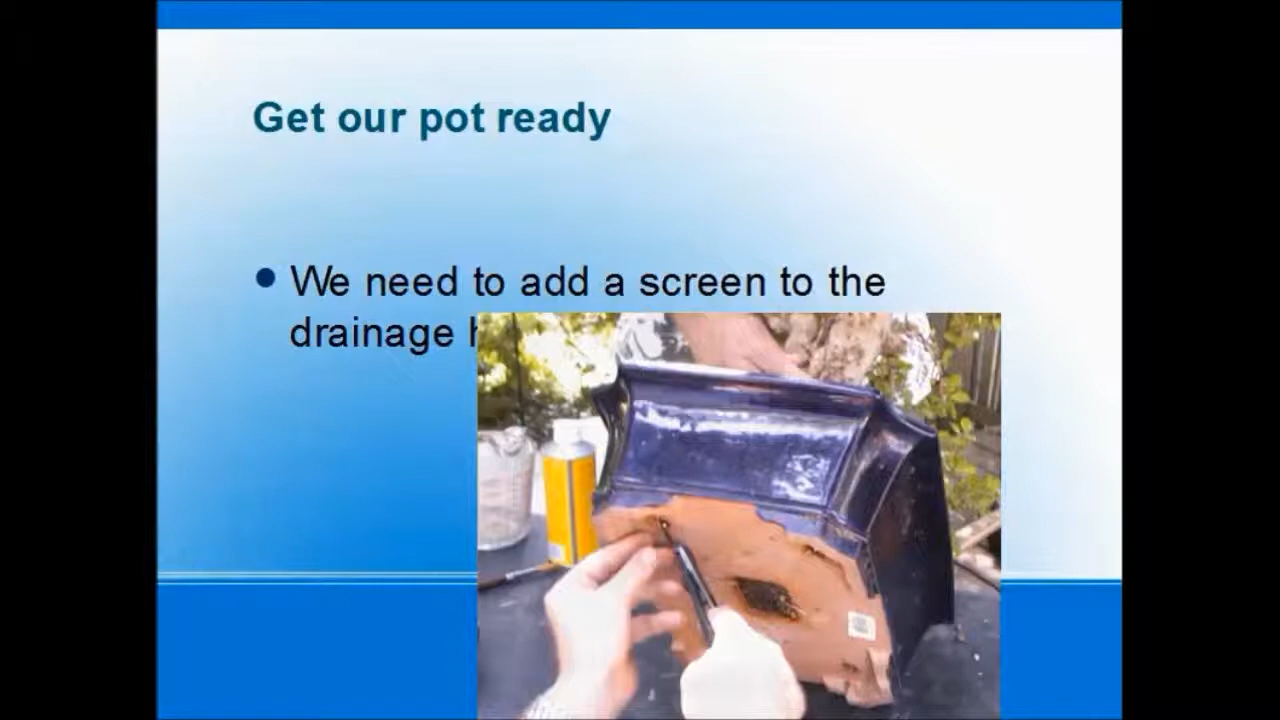 Get our pot ready
• We need to add a screen to the
drainage